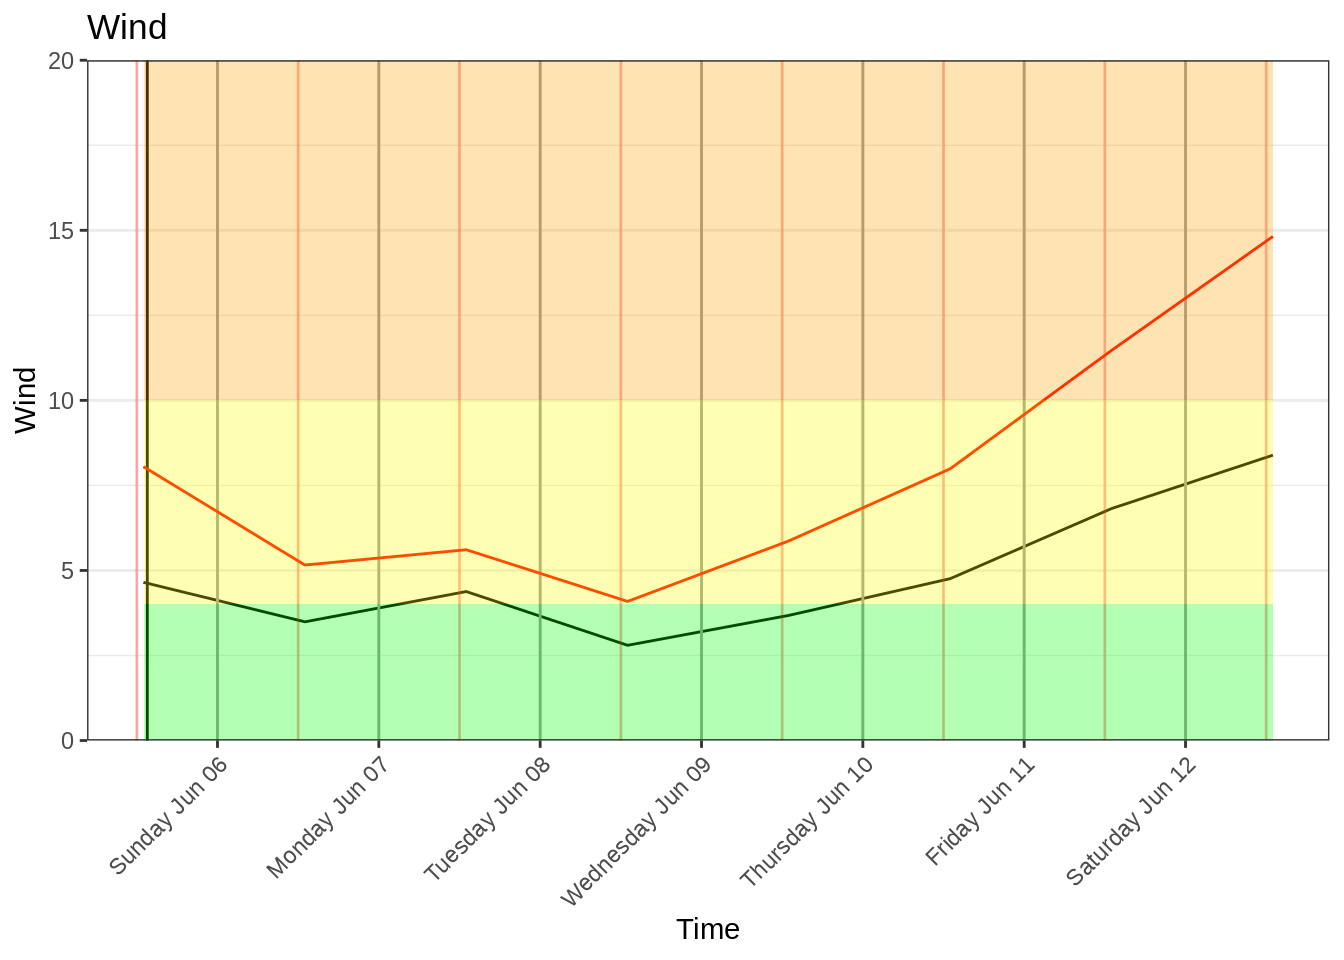 Wind
20
15
10
5
0
Wind
Sunday Jun 06
Monday Jun 07
Tuesday Jun 08
Wednesday Jun 09
Thursday Jun 10
Friday Jun 11
Saturday Jun 12
Time